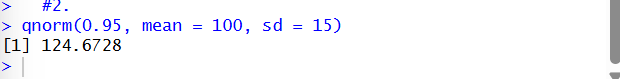 >   #2.
> qnorm(0.95, mean = 100, sd = 15)
[1] 124.6728
>